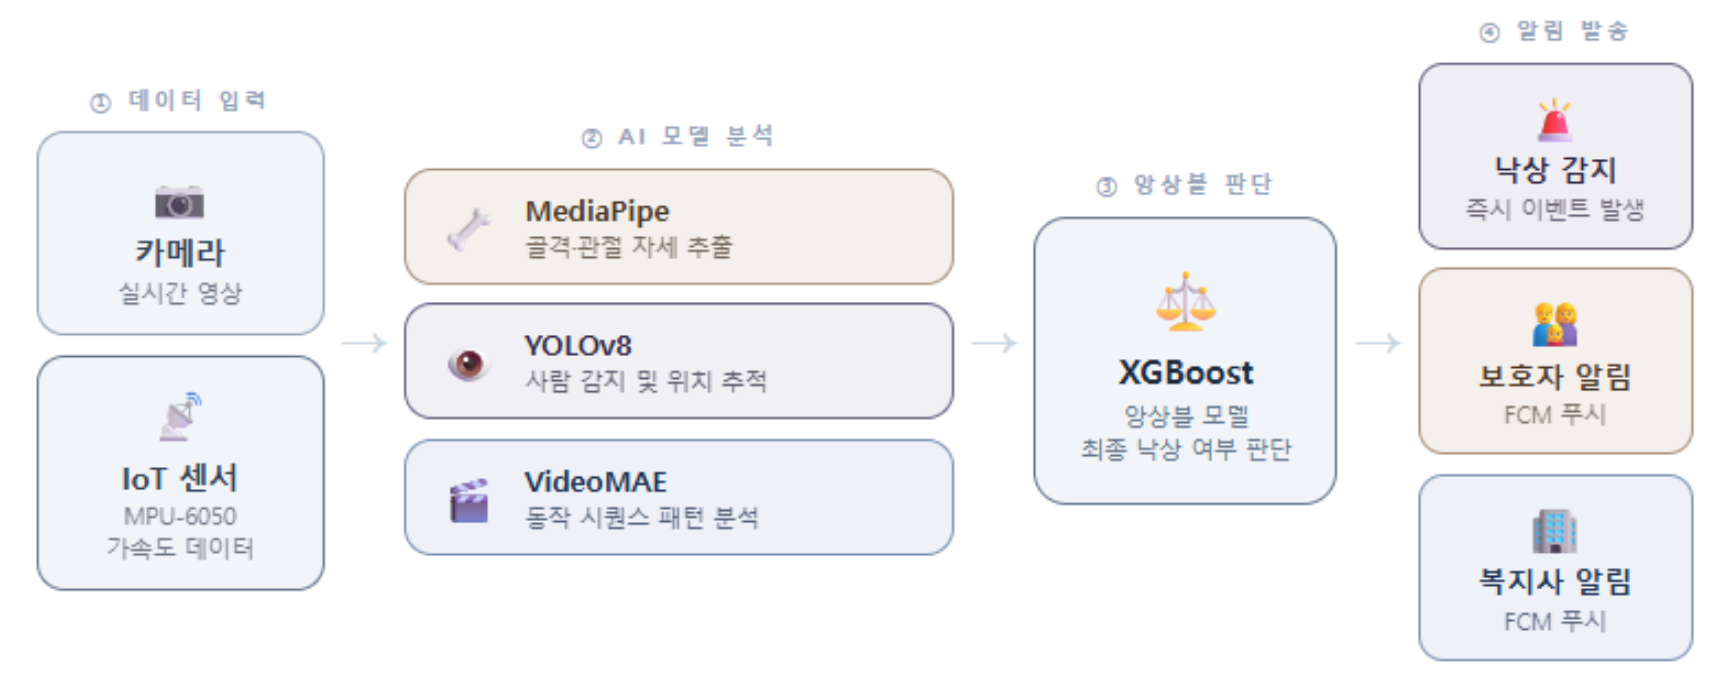 ① 데이터 입력
카메라
실시간 영상
IoT 센서
MPU-6050
가속도 데이터
② AI 모델 분석
MediaPipe
골격·관절 자세 추출
YOLOv8
사람 감지 및 위치 추적
VideoMAE
동작 시퀀스 패턴 분석
③ 앙상블 판단
XGBoost
앙상블 모델
최종 낙상 여부 판단
④ 알림 발송
낙상 감지
즉시 이벤트 발생
보호자 알림
FCM 푸시
복지사 알림
FCM 푸시